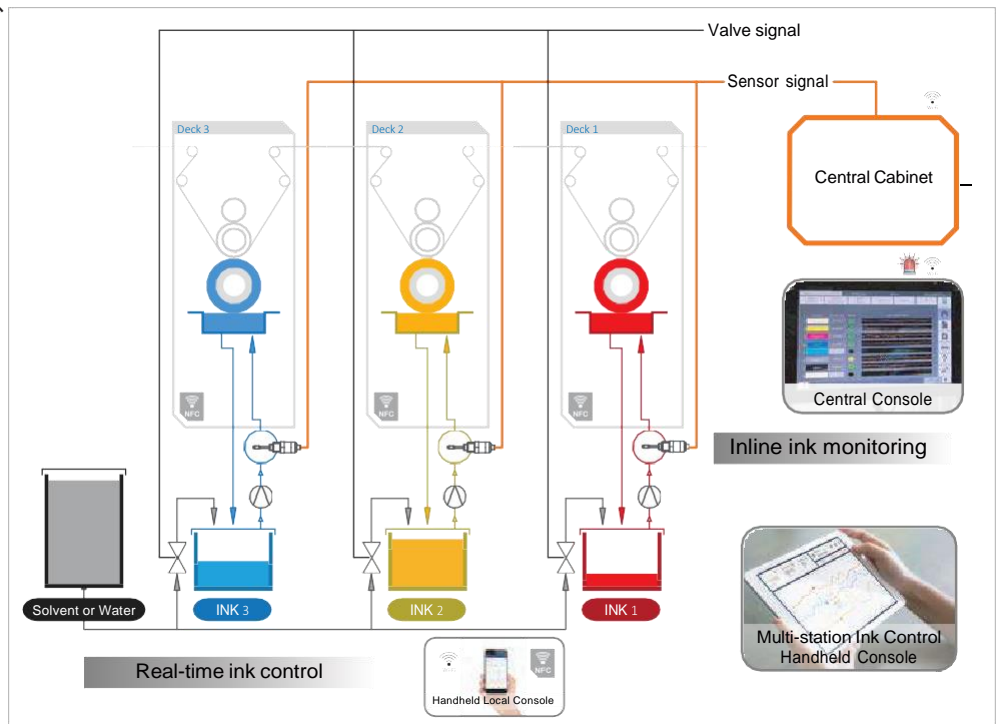 Valve signal
Sensor signal
Deck 3
Deck 2
Deck 1
Central Cabinet
Central Console
NFC
NFC
NFC
Inline ink monitoring
Solvent or Water
INK 3
INK 2
INK 1
Multi-station Ink Control
Handheld Console
Real-time ink control
NFC
Handheld Local Console